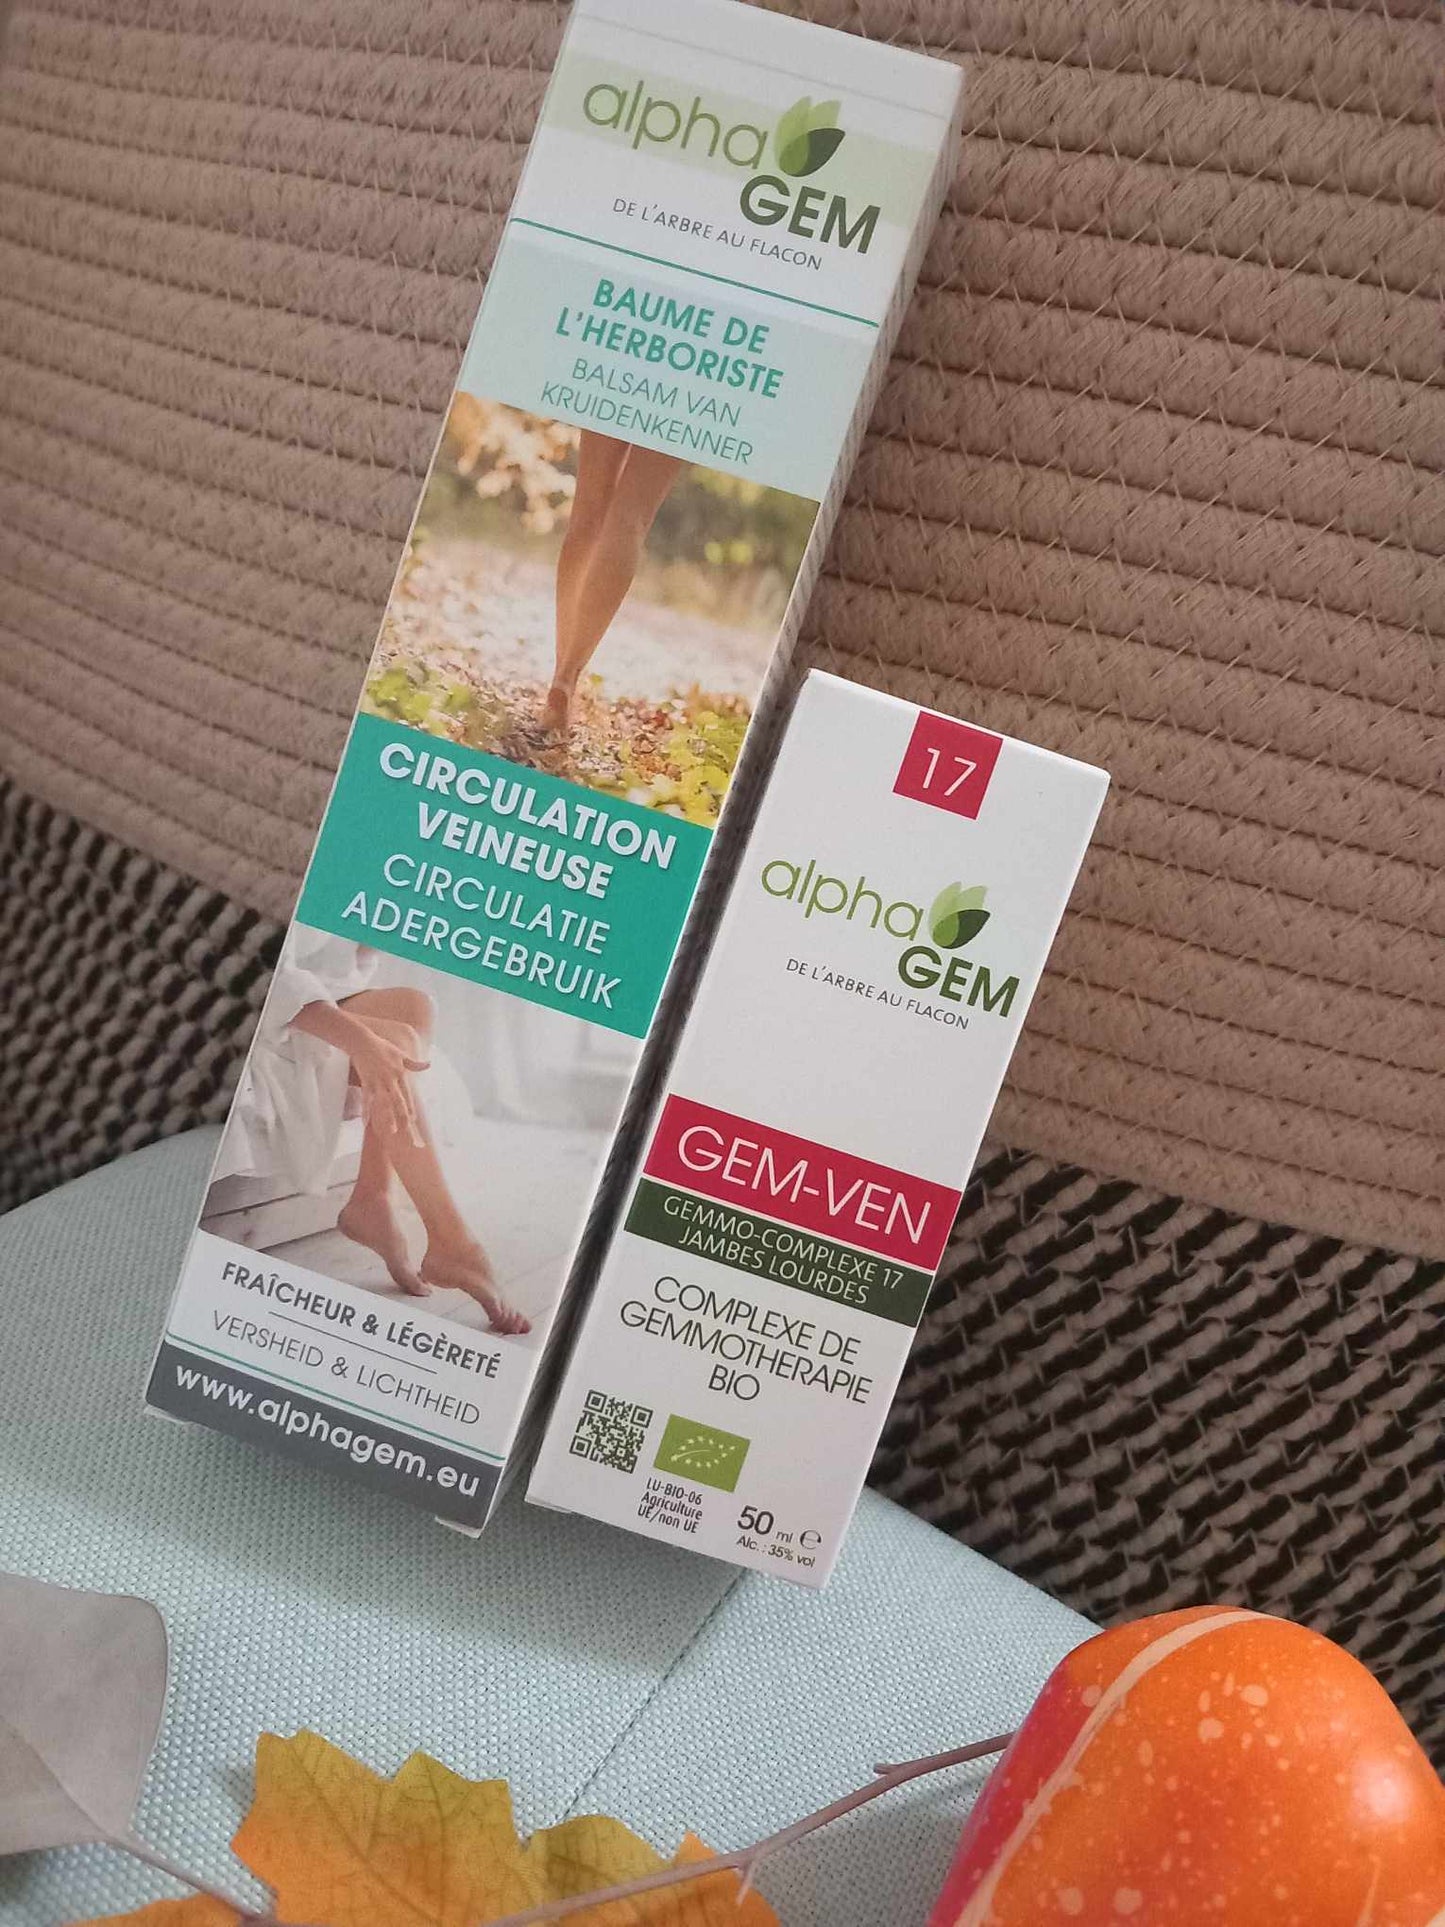 alpha
GEM
DE L'ARBRE AU FLACON
BAUME DE
L'HERBORISTE
BALSAM VAN
KRUIDENKENNER
CIRCULATION
VEINEUSE
CIRCULATIE
ADERGEBRUIK
FRAÎCHEUR & LÉGÈRETÉ
VERSHEID & LICHTHEID
www.alphagem.eu
17
alpha
GEM
DE L'ARBRE AU FLACON
GEM-VEN
GEMMO-COMPLEXE 17
JAMBES LOURDES
COMPLEXE DE
GEMMOTHERAPIE
BIO
LU-BIO-06
Agriculture
UE/non UE
50 ml e
Alc. : 35% vol